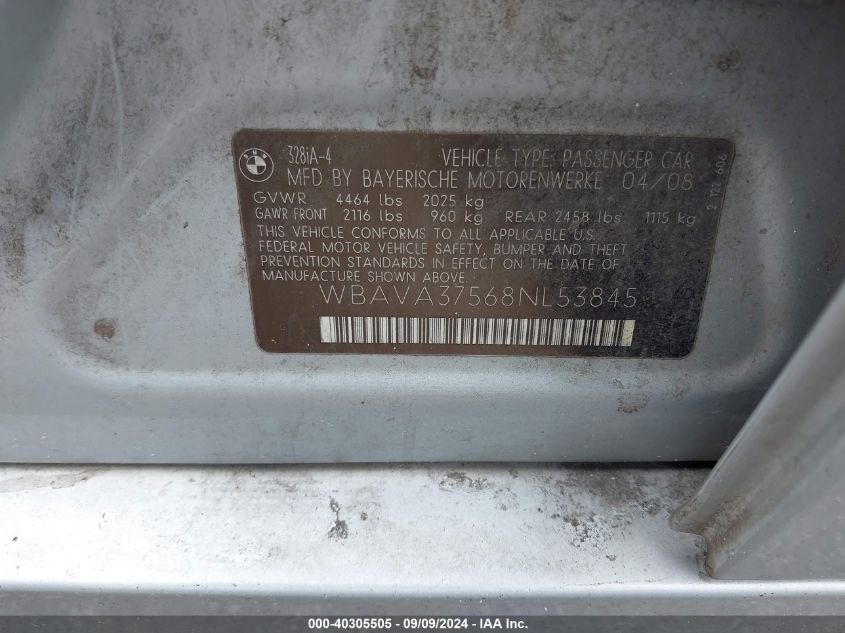 BMW
328iA-4 VEHICLE TYPE: PASSENGER CAR
MFD BY BAYERISCHE MOTORENWERKE 04/08
GVWR 4464 lbs 2025 kg
GAWR FRONT 2116 lbs 960 kg REAR 2458 lbs 1115 kg
THIS VEHICLE CONFORMS TO ALL APPLICABLE U.S.
FEDERAL MOTOR VEHICLE SAFETY, BUMPER AND THEFT
PREVENTION STANDARDS IN EFFECT ON THE DATE OF
MANUFACTURE SHOWN ABOVE.
WBAVA37568NL53845
000-40305505 - 09/09/2024 - IAA Inc.